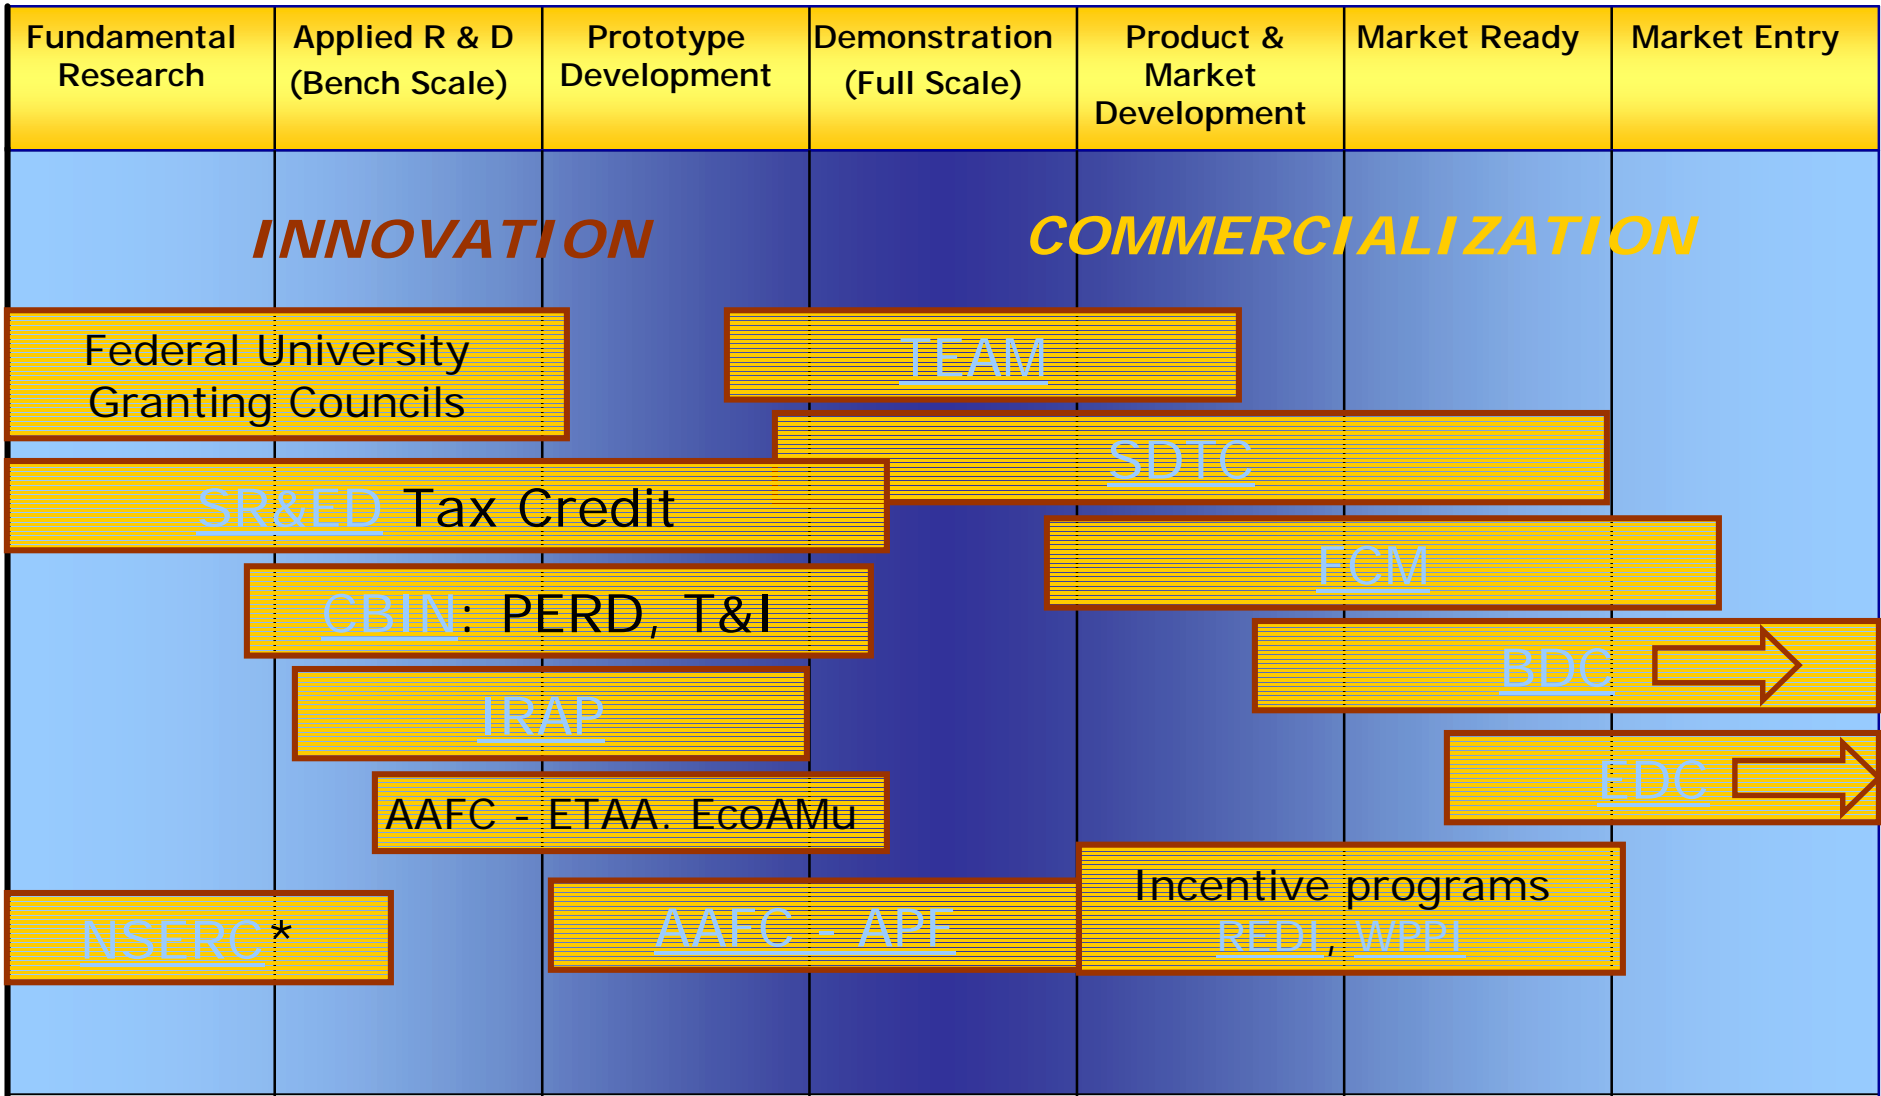 Fundamental
Research
Applied R & D
(Bench Scale)
Prototype
Development
Demonstration
(Full Scale)
Product &
Market
Development
Market Ready
Market Entry
INNOVATION
COMMERCIALIZATION
Federal University
Granting Councils
TEAM
SDTC
SR&ED Tax Credit
FCM
CBIN: PERD, T&I
BDC
IRAP
EDC
AAFC - ETAA. EcoAMu
Incentive programs
REDI, WPPI
NSERC*
AAFC - APF